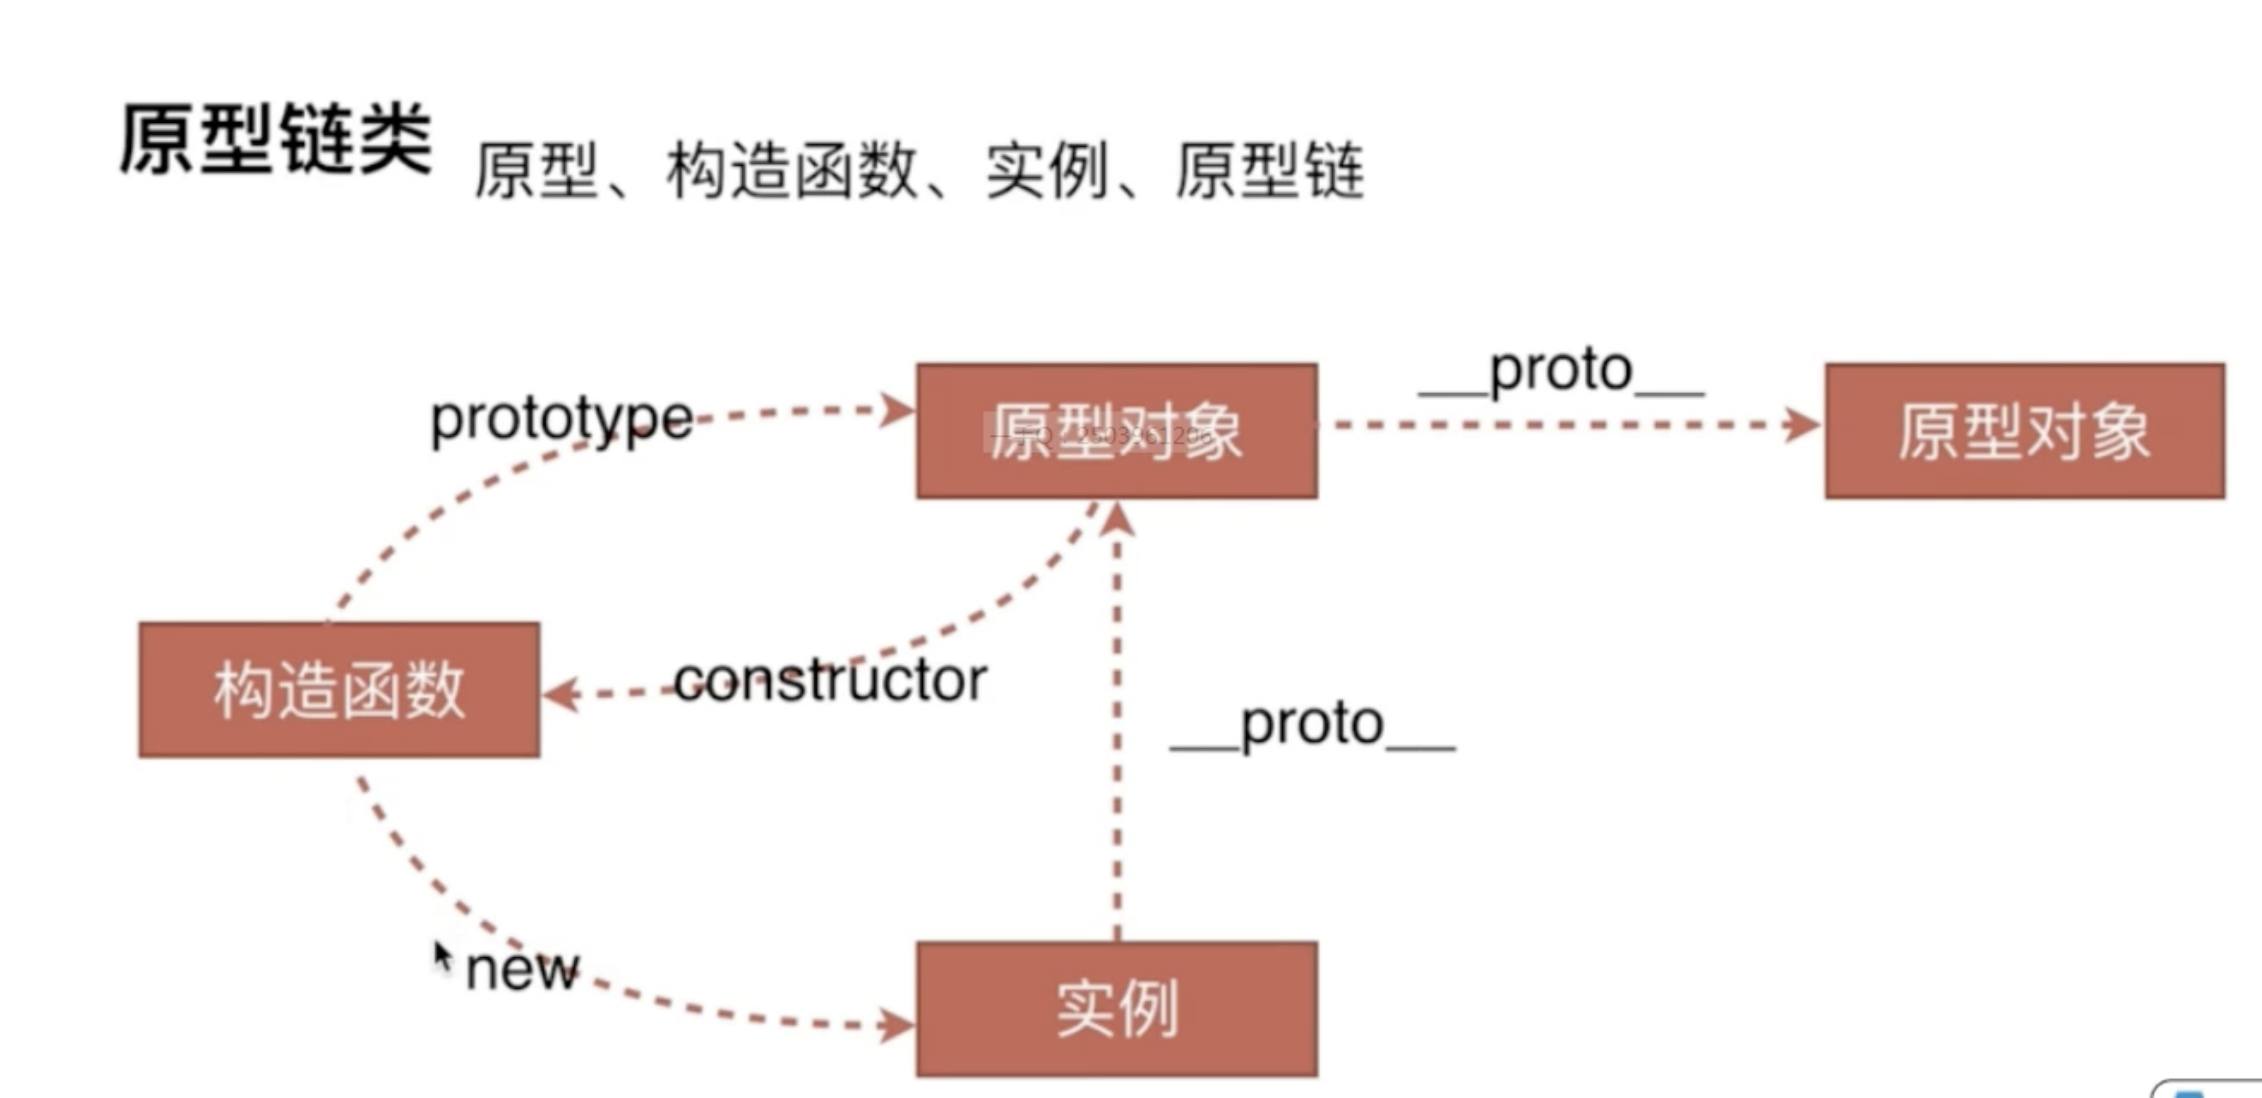 原型链类
原型、构造函数、实例、原型链
__proto__
prototype
原型对象
原型对象
构造函数
constructor
__proto__
new
实例